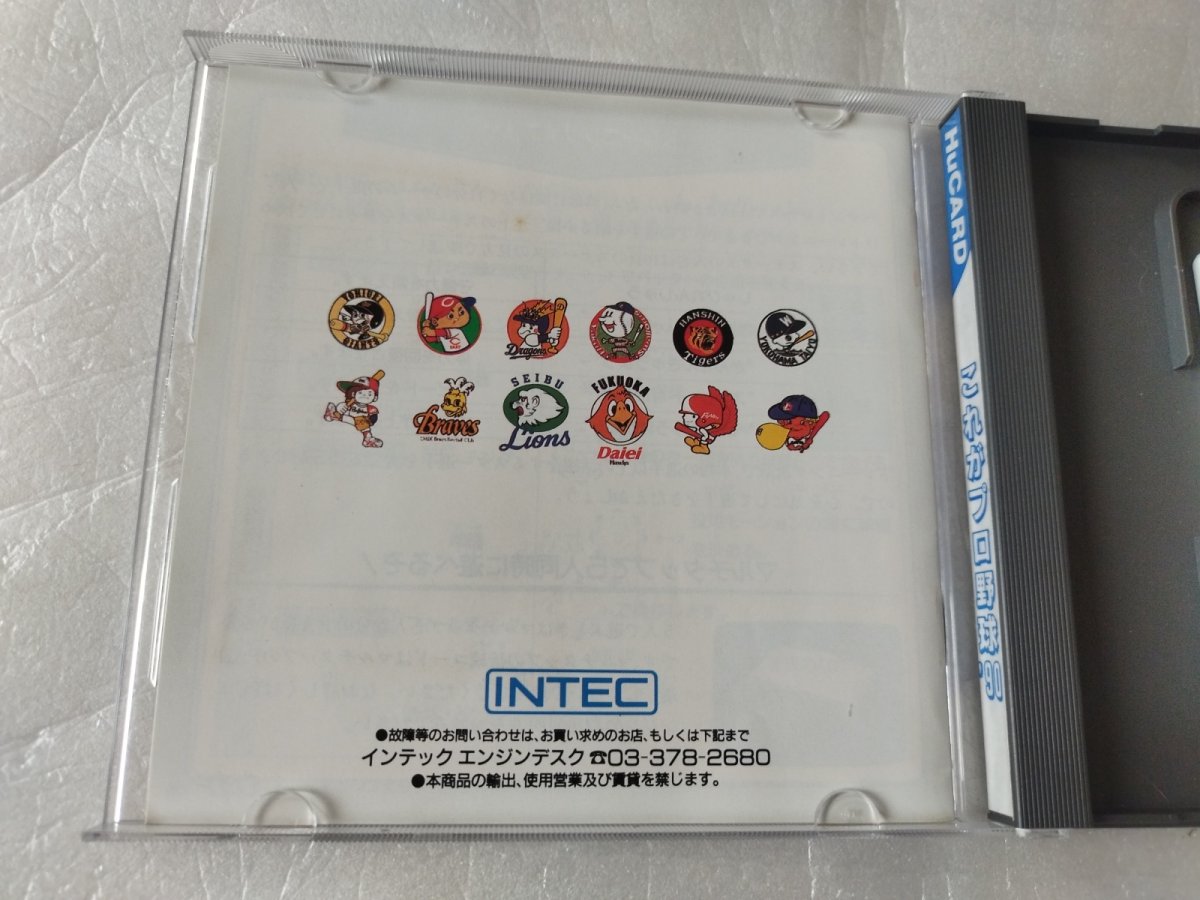 YOMIURI
GIANTS
C
CARP
Dragons
HANSHIN
Tigers
W
YOKOHAMA TAIYO
Braves
SEIBU
Lions
FUKUOKA
Daiei
Hawks
INTEC
●故障等のお問い合わせは、お買い求めのお店、もしくは下記まで
インテック エンジンデスク ☎03-378-2680
●本商品の輸出、使用営業及び賃貸を禁じます。
HuCARD
これがプロ野球'90